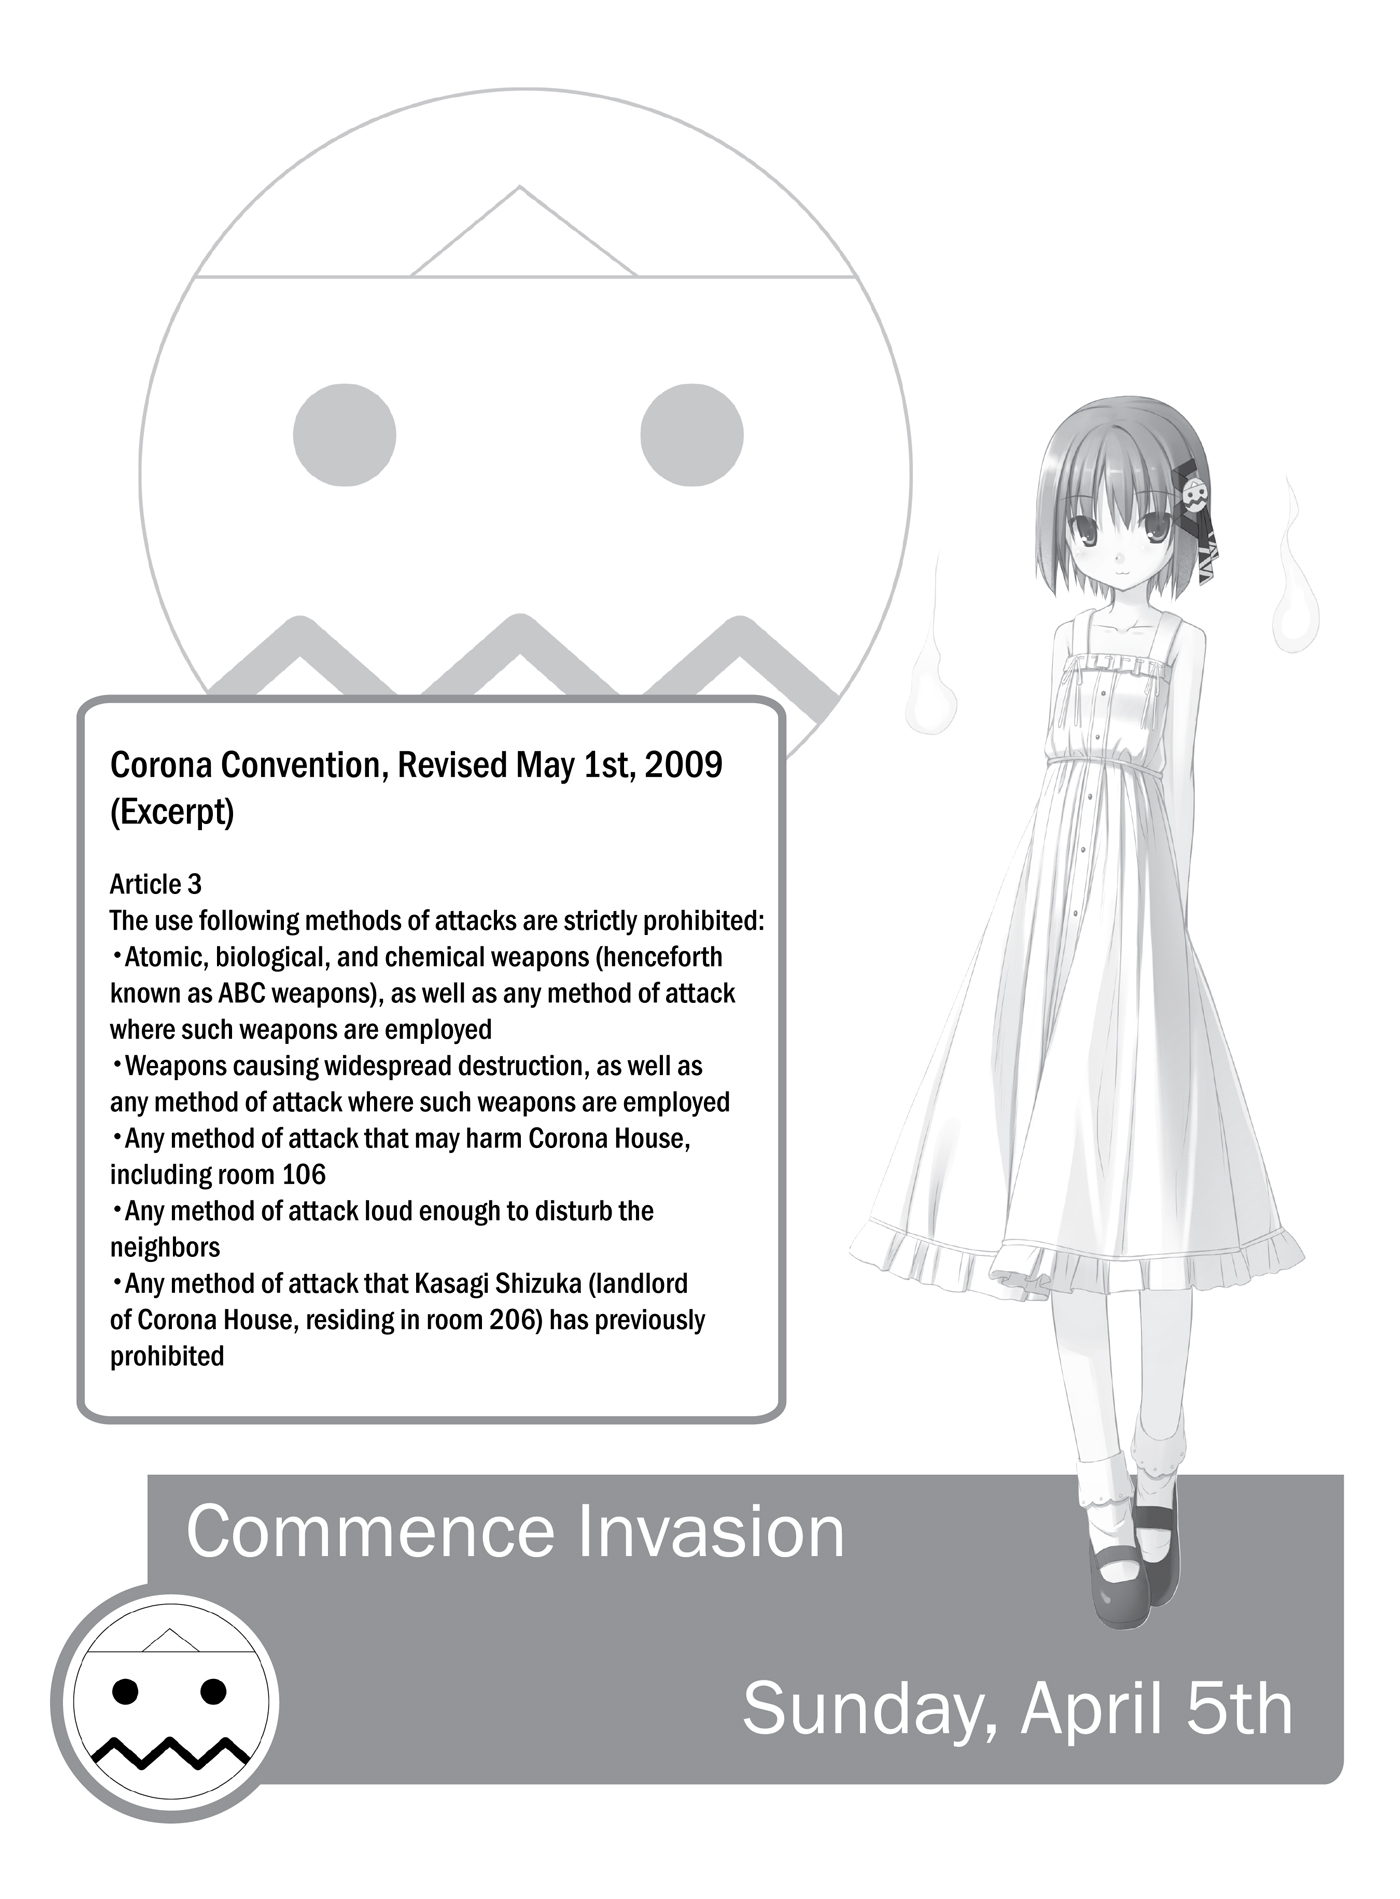 Corona Convention, Revised May 1st, 2009
(Excerpt)
Article 3
The use following methods of attacks are strictly prohibited:
・Atomic, biological, and chemical weapons (henceforth
known as ABC weapons), as well as any method of attack
where such weapons are employed
・Weapons causing widespread destruction, as well as
any method of attack where such weapons are employed
・Any method of attack that may harm Corona House,
including room 106
・Any method of attack loud enough to disturb the
neighbors
・Any method of attack that Kasagi Shizuka (landlord
of Corona House, residing in room 206) has previously
prohibited
Commence Invasion
Sunday, April 5th